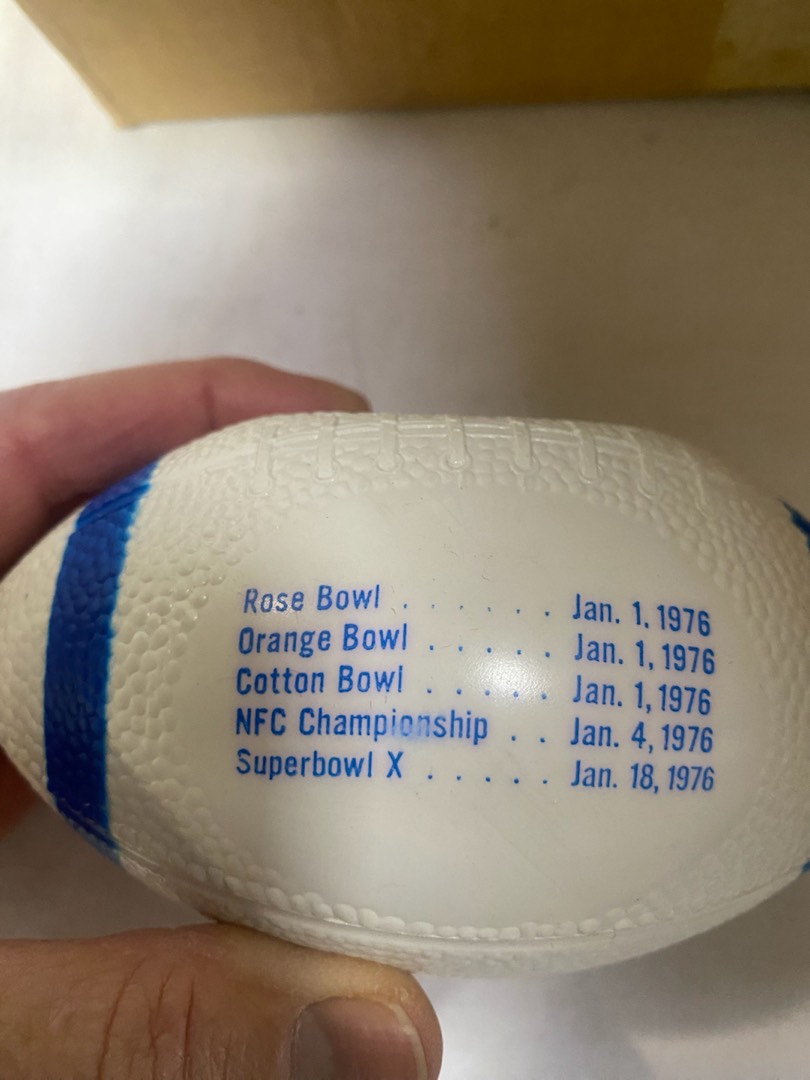 Rose Bowl . . . . . . Jan. 1, 1976
Orange Bowl . . . . . Jan. 1, 1976
Cotton Bowl . . . . . Jan. 1, 1976
NFC Championship . . Jan. 4, 1976
Superbowl X . . . . . Jan. 18, 1976